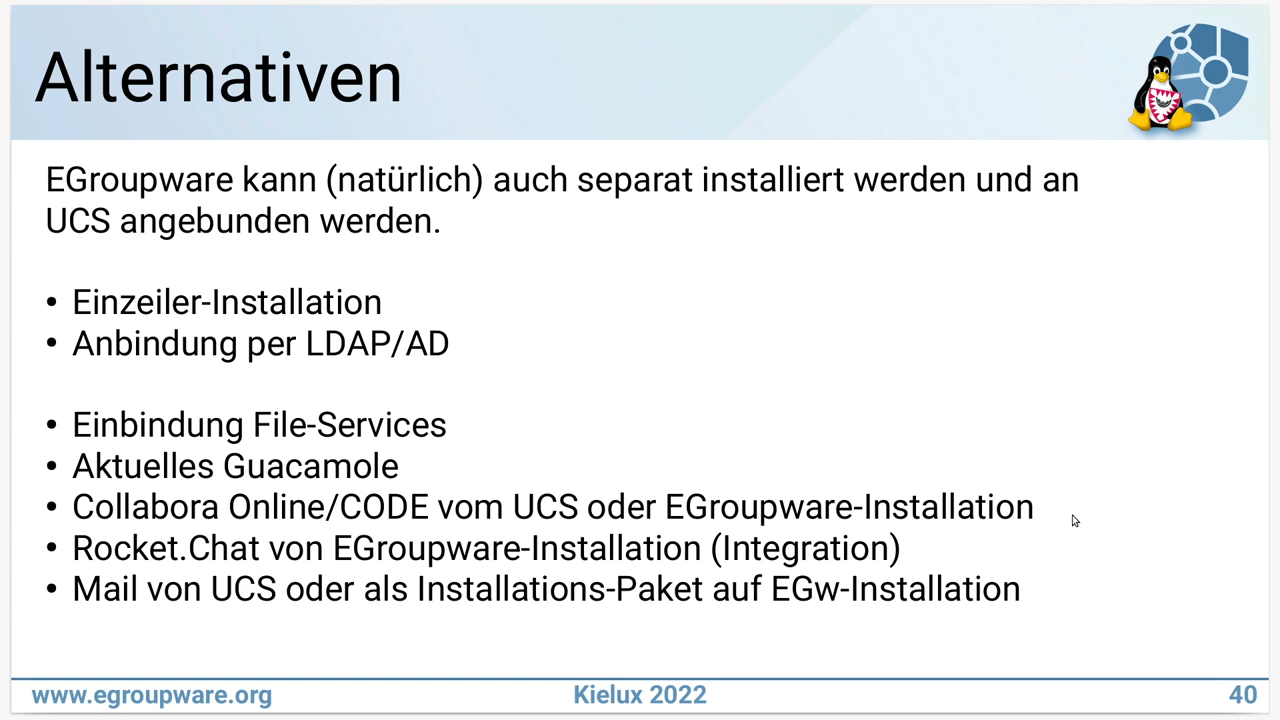 Alternativen
EGroupware kann (natürlich) auch separat installiert werden und an
UCS angebunden werden.
• Einzeiler-Installation
• Anbindung per LDAP/AD
• Einbindung File-Services
• Aktuelles Guacamole
• Collabora Online/CODE vom UCS oder EGroupware-Installation
• Rocket.Chat von EGroupware-Installation (Integration)
• Mail von UCS oder als Installations-Paket auf EGw-Installation
www.egroupware.org
Kielux 2022
40